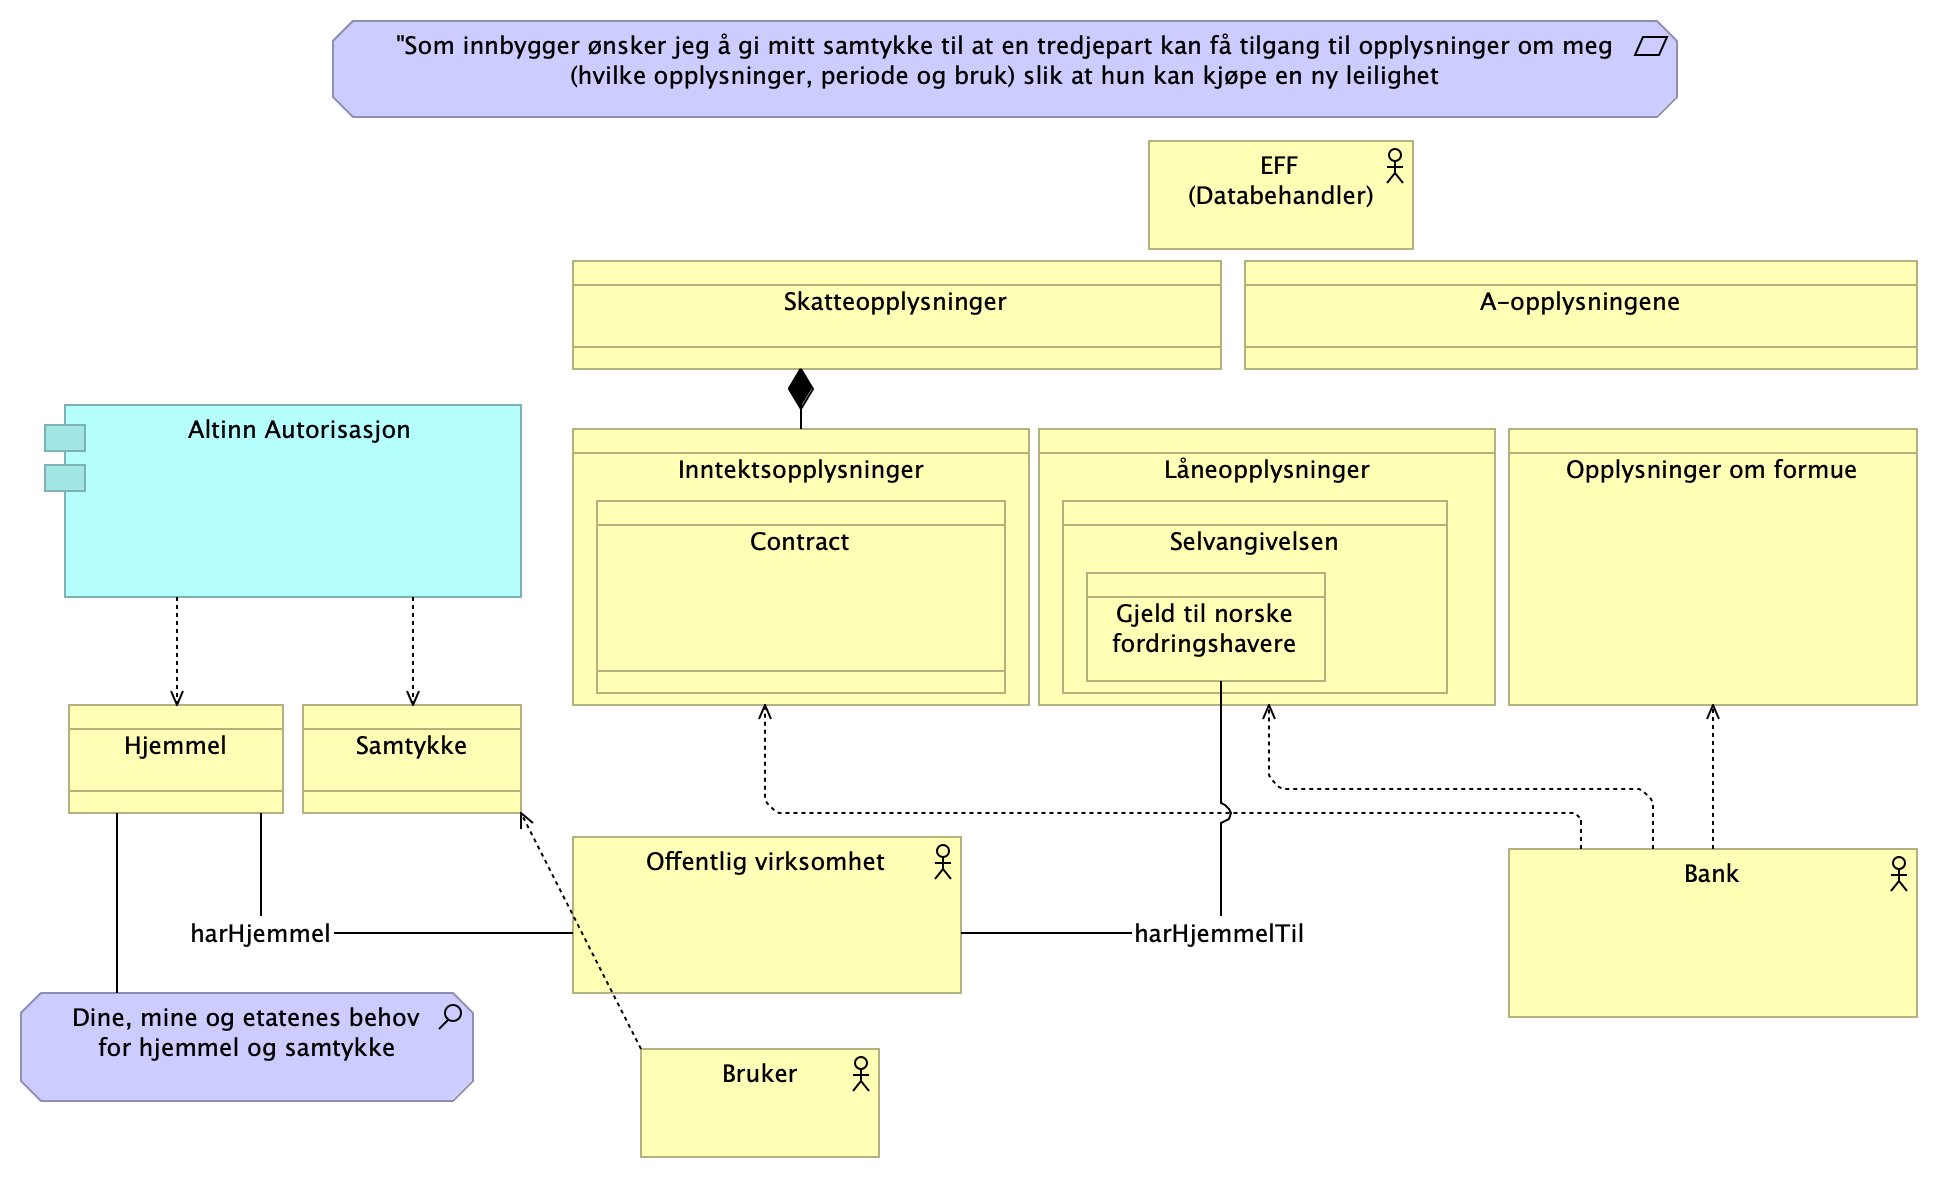 "Som innbygger ønsker jeg å gi mitt samtykke til at en tredjepart kan få tilgang til opplysninger om meg
(hvilke opplysninger, periode og bruk) slik at hun kan kjøpe en ny leilighet
EFF
(Databehandler)
Skatteopplysninger
A-opplysningene
Altinn Autorisasjon
Inntektsopplysninger
Låneopplysninger
Opplysninger om formue
Contract
Selvangivelsen
Gjeld til norske
fordringshavere
Hjemmel
Samtykke
Offentlig virksomhet
Bank
harHjemmel
harHjemmelTil
Dine, mine og etatenes behov
for hjemmel og samtykke
Bruker